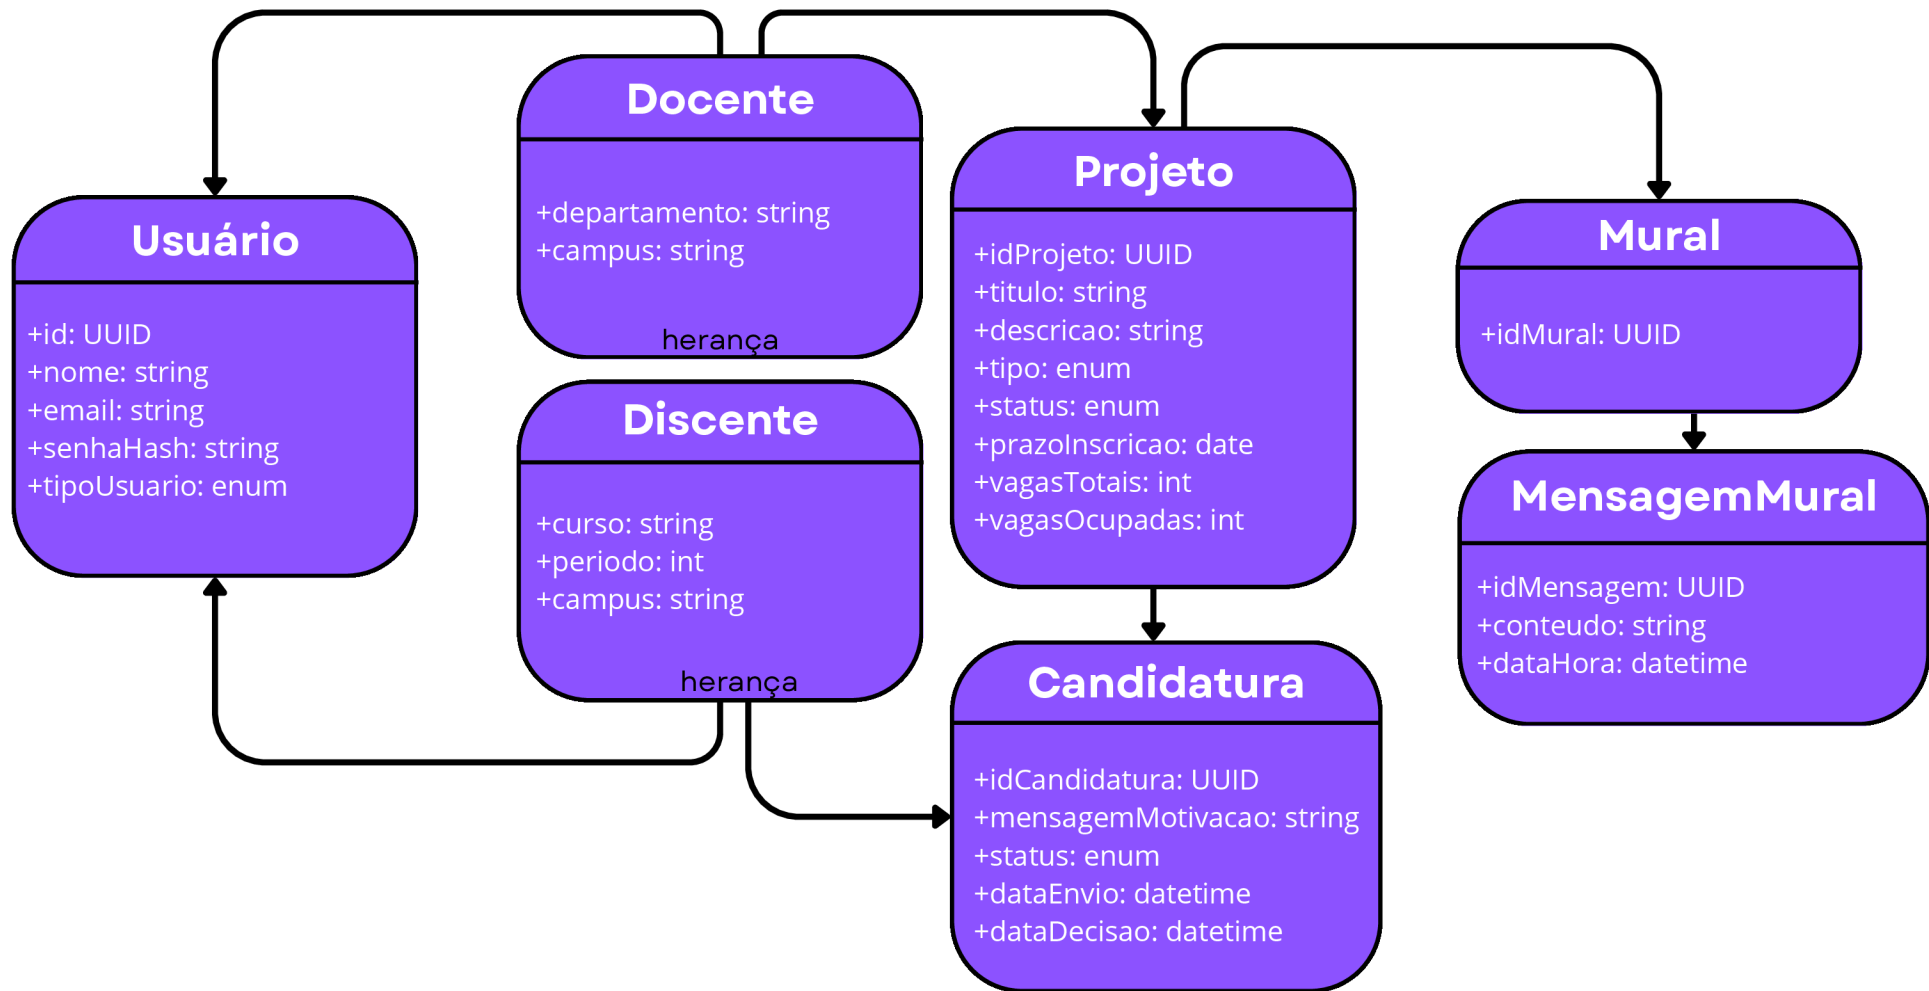 Usuário
+id: UUID
+nome: string
+email: string
+senhaHash: string
+tipoUsuario: enum
Docente
+departamento: string
+campus: string
herança
Discente
+curso: string
+periodo: int
+campus: string
herança
Projeto
+idProjeto: UUID
+titulo: string
+descricao: string
+tipo: enum
+status: enum
+prazoInscricao: date
+vagasTotais: int
+vagasOcupadas: int
Candidatura
+idCandidatura: UUID
+mensagemMotivacao: string
+status: enum
+dataEnvio: datetime
+dataDecisao: datetime
Mural
+idMural: UUID
MensagemMural
+idMensagem: UUID
+conteudo: string
+dataHora: datetime